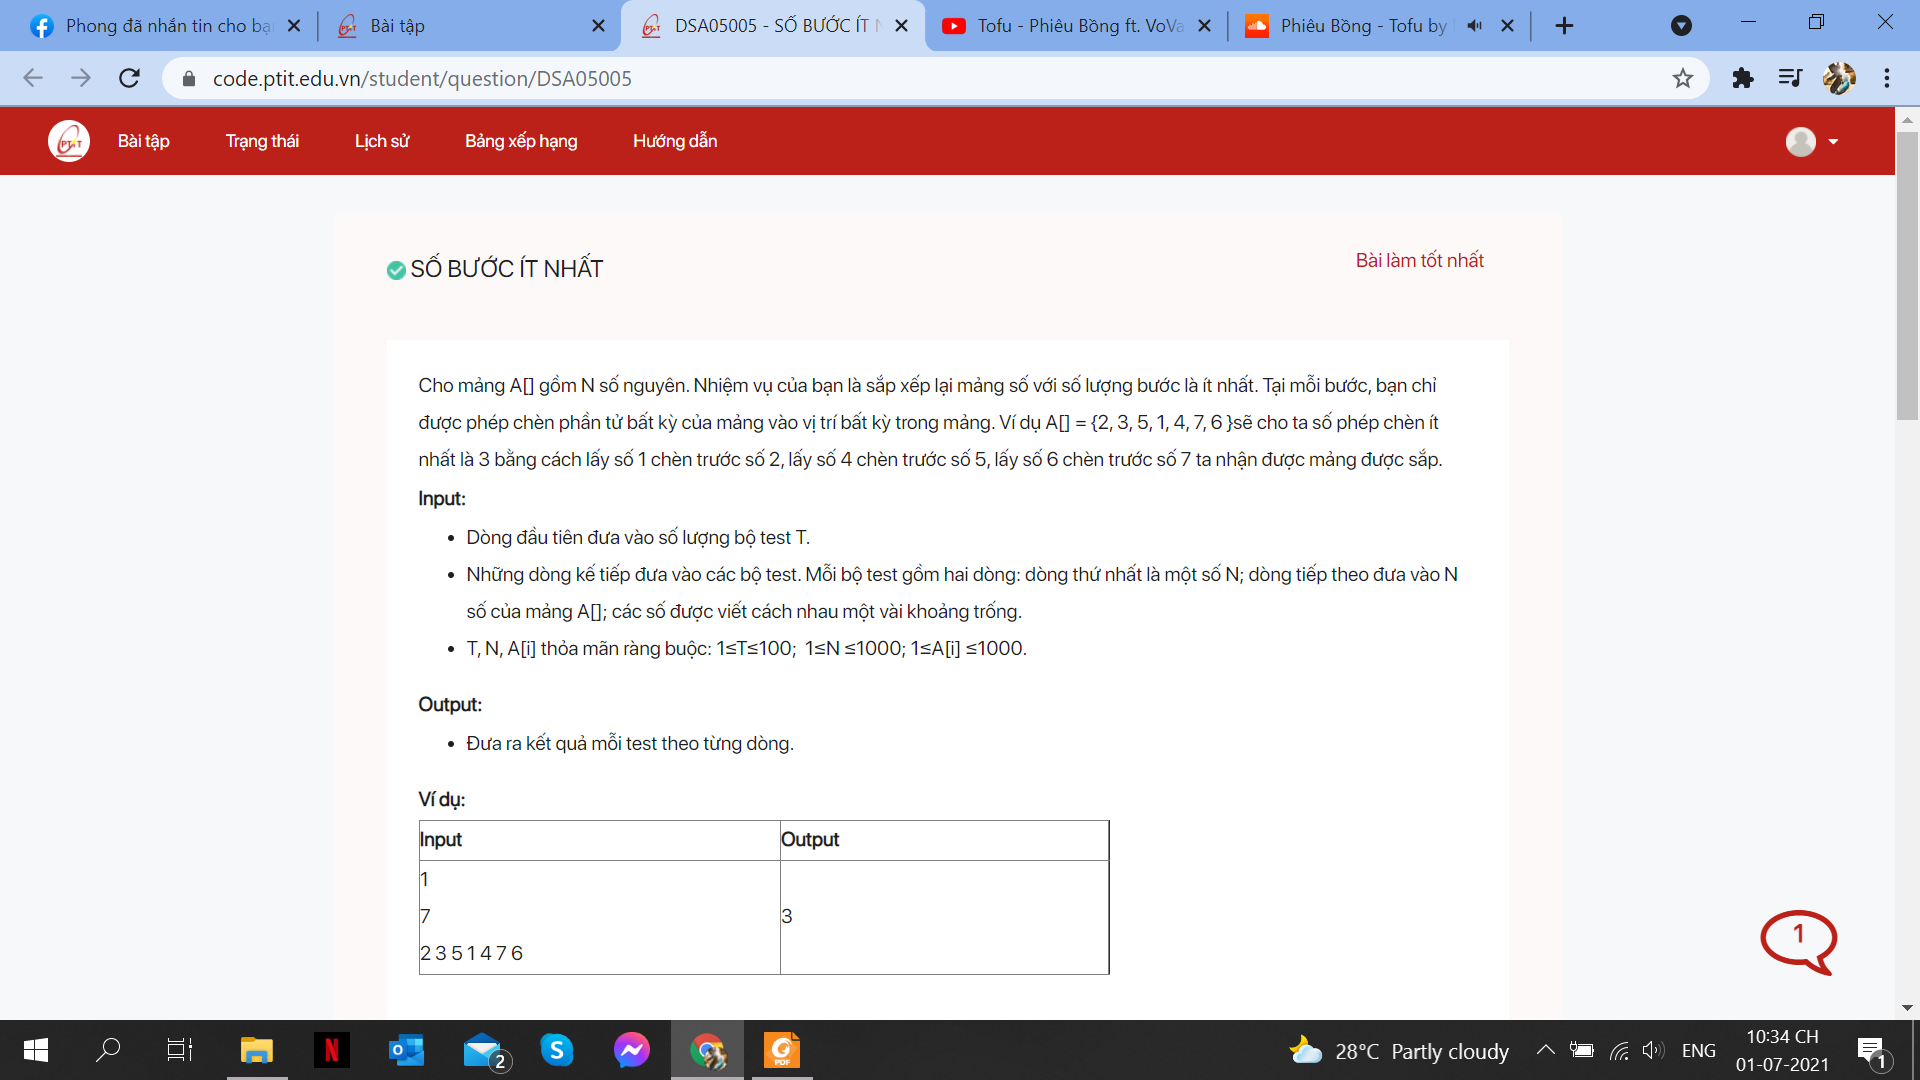 Phong đã nhắn tin cho bạ
Bài tập
DSA05005 - SỐ BƯỚC ÍT N
Tofu - Phiêu Bồng ft. VoVa
Phiêu Bồng - Tofu by
code.ptit.edu.vn/student/question/DSA05005
PTIT
Bài tập
Trạng thái
Lịch sử
Bảng xếp hạng
Hướng dẫn
SỐ BƯỚC ÍT NHẤT
Bài làm tốt nhất
Cho mảng A[] gồm N số nguyên. Nhiệm vụ của bạn là sắp xếp lại mảng số với số lượng bước là ít nhất. Tại mỗi bước, bạn chỉ
được phép chèn phần tử bất kỳ của mảng vào vị trí bất kỳ trong mảng. Ví dụ A[] = {2, 3, 5, 1, 4, 7, 6 }sẽ cho ta số phép chèn ít
nhất là 3 bằng cách lấy số 1 chèn trước số 2, lấy số 4 chèn trước số 5, lấy số 6 chèn trước số 7 ta nhận được mảng được sắp.
Input:
• Dòng đầu tiên đưa vào số lượng bộ test T.
• Những dòng kế tiếp đưa vào các bộ test. Mỗi bộ test gồm hai dòng: dòng thứ nhất là một số N; dòng tiếp theo đưa vào N
số của mảng A[]; các số được viết cách nhau một vài khoảng trống.
• T, N, A[i] thỏa mãn ràng buộc: 1≤T≤100; 1≤N ≤1000; 1≤A[i] ≤1000.
Output:
• Đưa ra kết quả mỗi test theo từng dòng.
Ví dụ:
Input
Output
1
7
2 3 5 1 4 7 6
3
1
N
2
S
PDF
28°C Partly cloudy
ENG
10:34 CH
01-07-2021
1